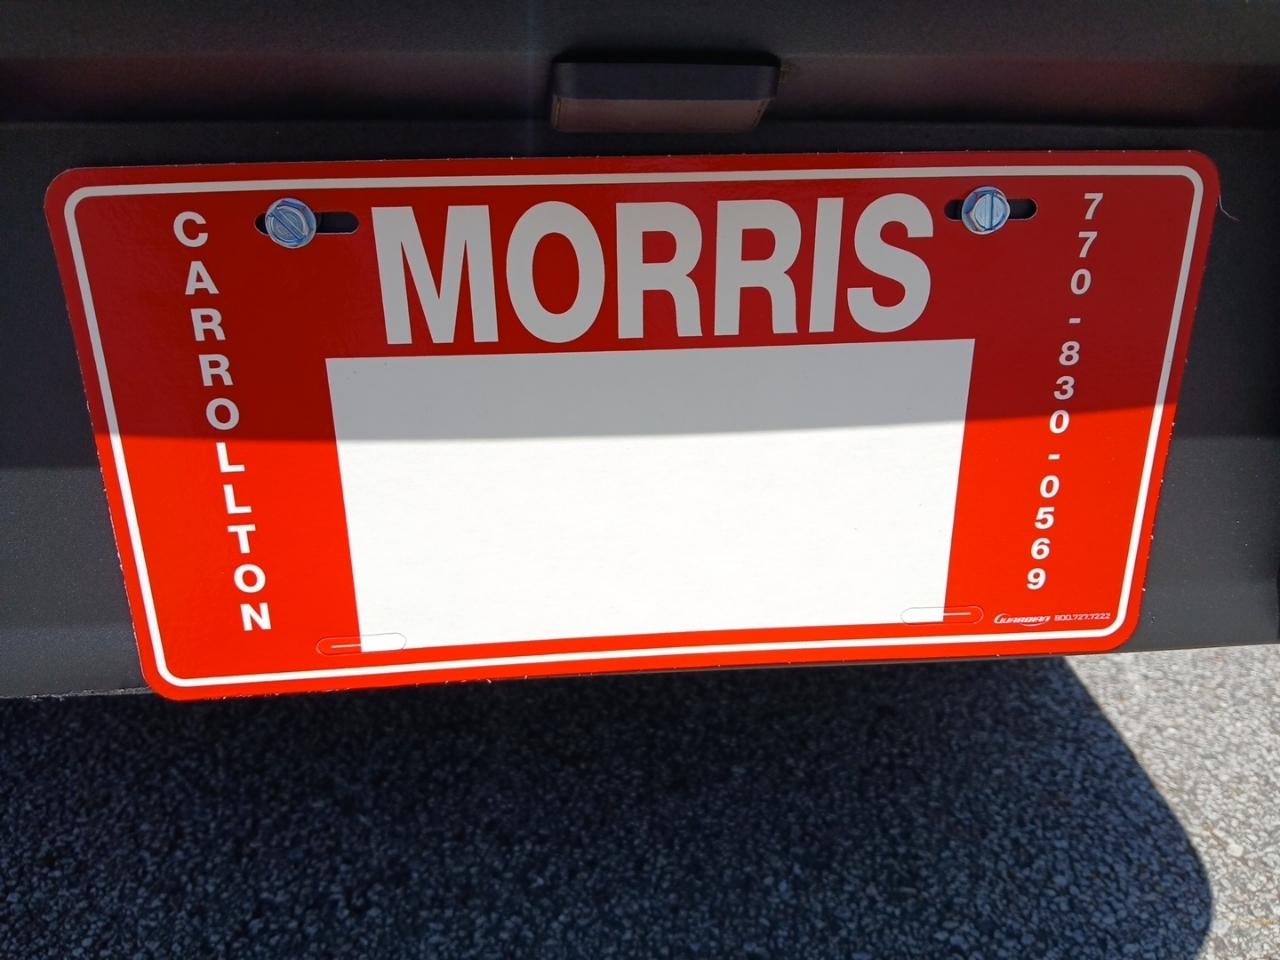 MORRIS
CARROLLTON
770-830-0569
GUARDIAN 800.727.7222